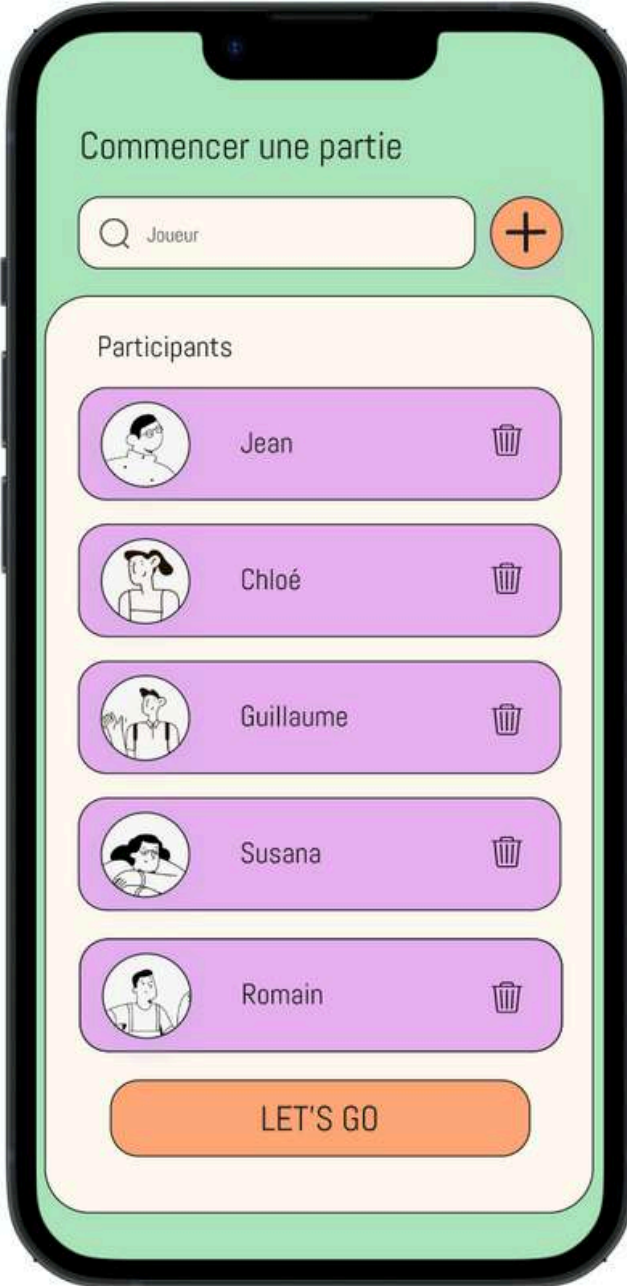 Commencer une partie
Joueur
Participants
Jean
Chloé
Guillaume
Susana
Romain
LET'S GO